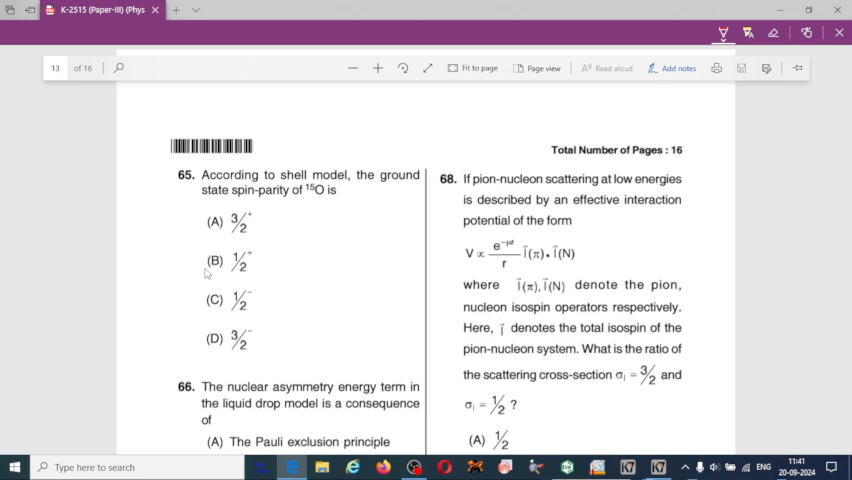 K-2515 (Paper-III) (Phys
13 of 16
Fit to page
Page view
Read aloud
Add notes
Total Number of Pages : 16
65. According to shell model, the ground
state spin-parity of ¹⁵O is
(A) 3/2⁺
(B) 1/2⁺
(C) 1/2⁻
(D) 3/2⁻
66. The nuclear asymmetry energy term in
the liquid drop model is a consequence
of
(A) The Pauli exclusion principle
68. If pion-nucleon scattering at low energies
is described by an effective interaction
potential of the form
V ∝ e^(-μr)/r I⃗(π) • I⃗(N)
where I⃗(π), I⃗(N) denote the pion,
nucleon isospin operators respectively.
Here, I⃗ denotes the total isospin of the
pion-nucleon system. What is the ratio of
the scattering cross-section σ_I = 3/2 and
σ_I = 1/2 ?
(A) 1/2
Type here to search
ENG
11:41
20-09-2024